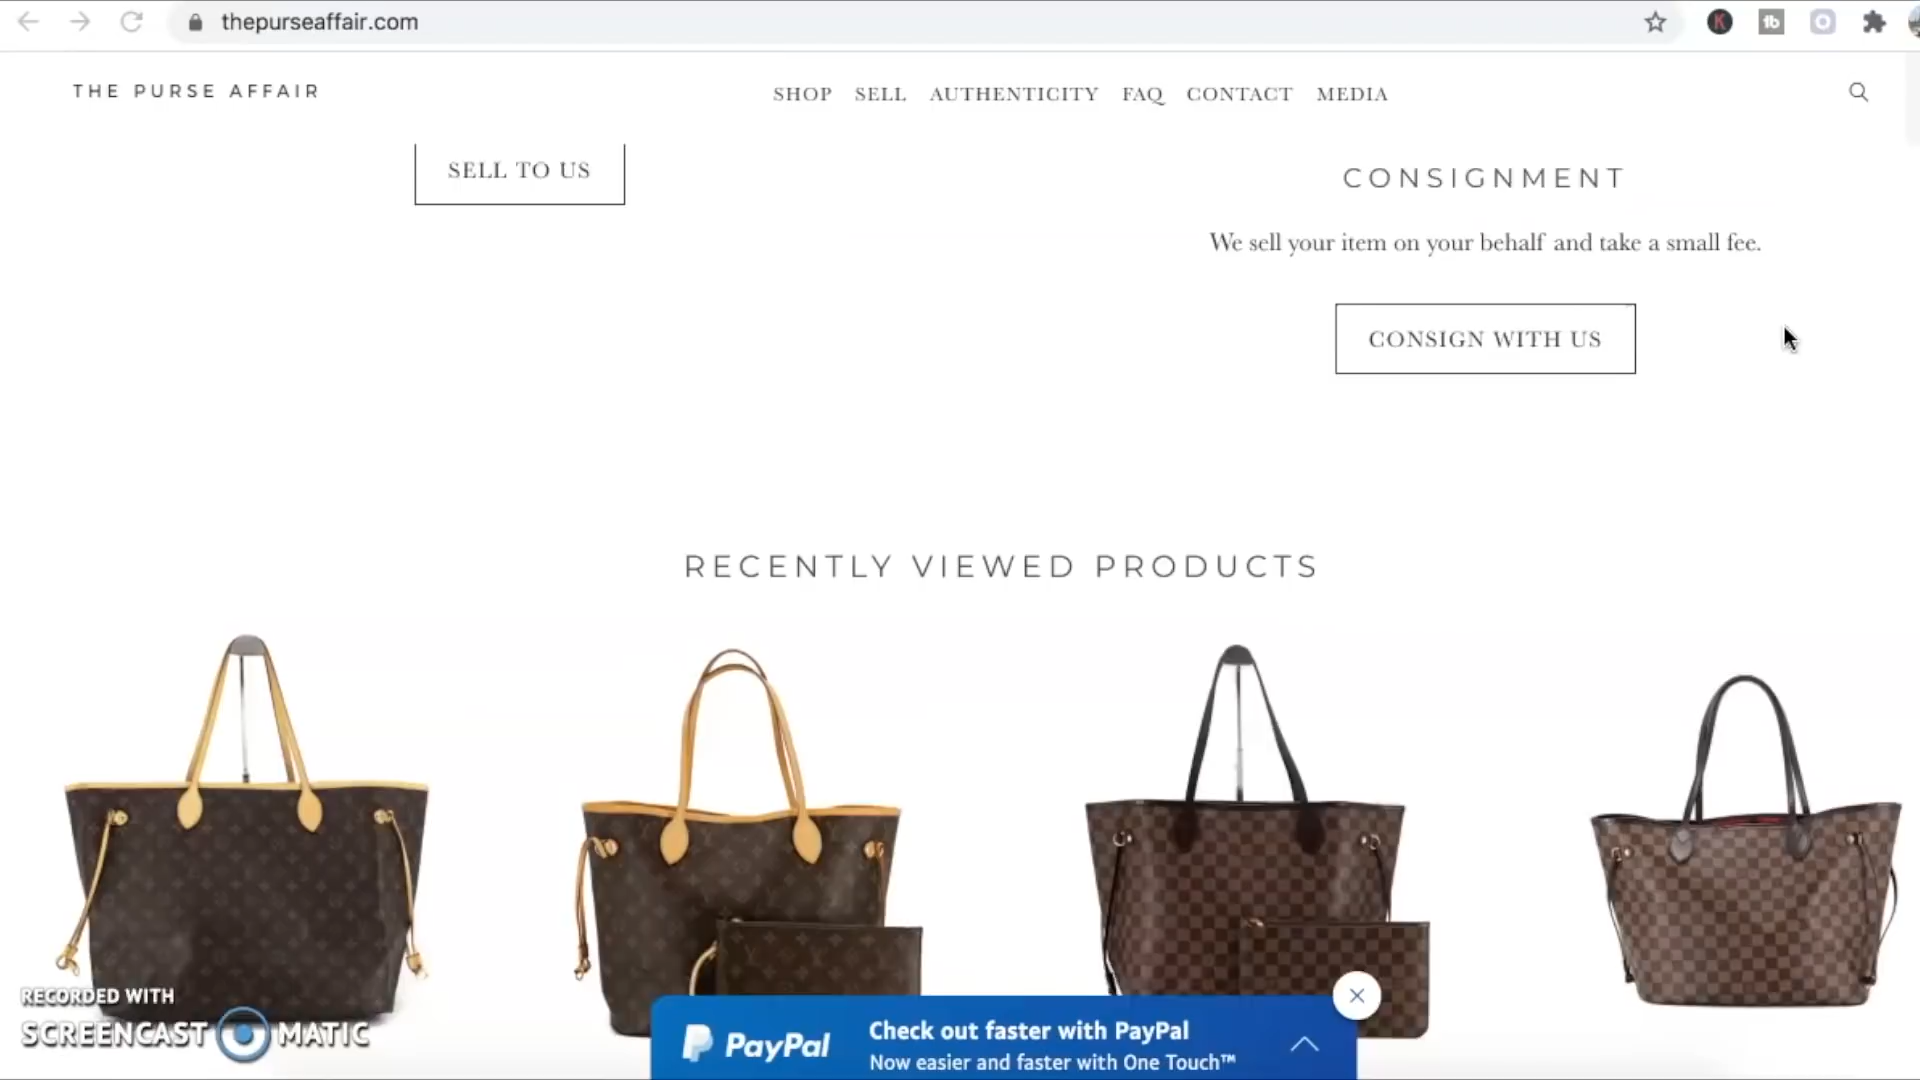 thepurseaffair.com
K
tb
THE PURSE AFFAIR
SHOP SELL AUTHENTICITY FAQ CONTACT MEDIA
SELL TO US
CONSIGNMENT
We sell your item on your behalf and take a small fee.
CONSIGN WITH US
RECENTLY VIEWED PRODUCTS
RECORDED WITH
SCREENCAST MATIC
PayPal
Check out faster with PayPal
Now easier and faster with One Touch™